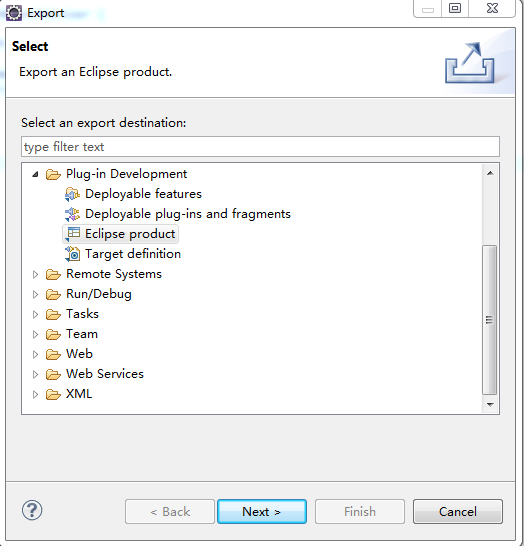 Export
Select
Export an Eclipse product.
Select an export destination:
type filter text
Plug-in Development
Deployable features
Deployable plug-ins and fragments
Eclipse product
Target definition
Remote Systems
Run/Debug
Tasks
Team
Web
Web Services
XML
?
< Back
Next >
Finish
Cancel